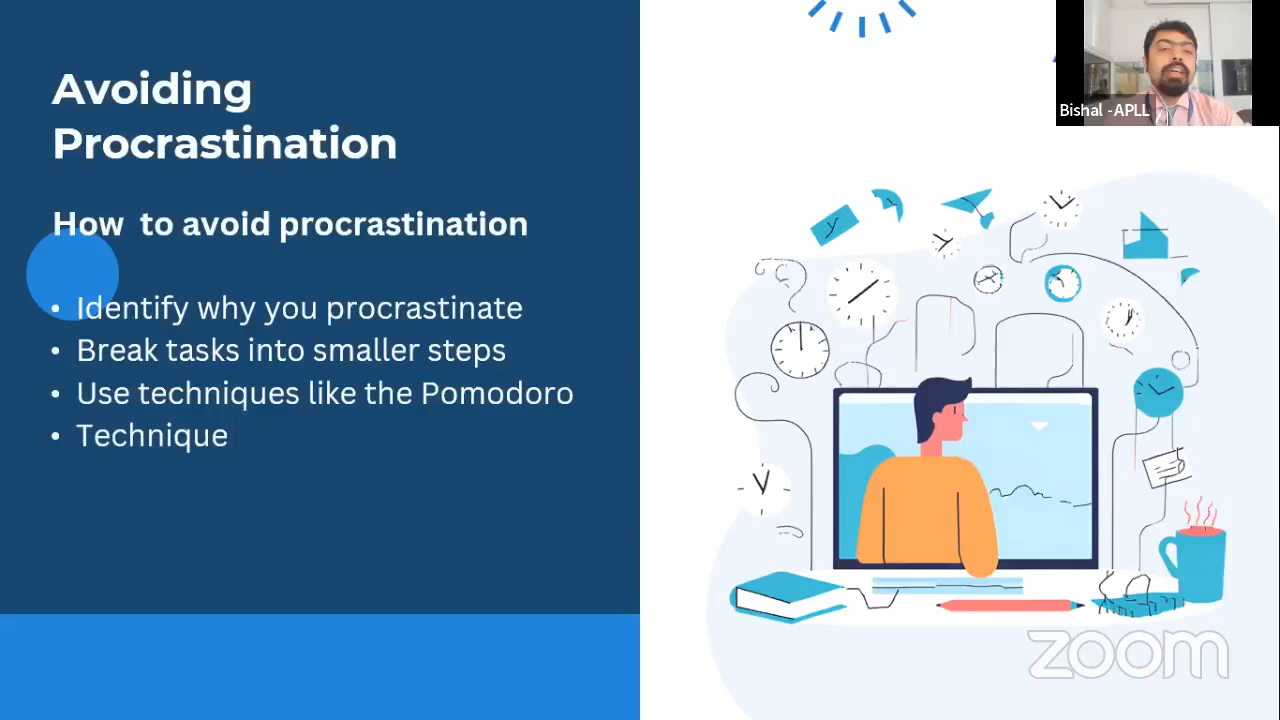 Avoiding
Procrastination
How  to avoid procrastination
• Identify why you procrastinate
• Break tasks into smaller steps
• Use techniques like the Pomodoro
• Technique
Bishal -APLL
zoom